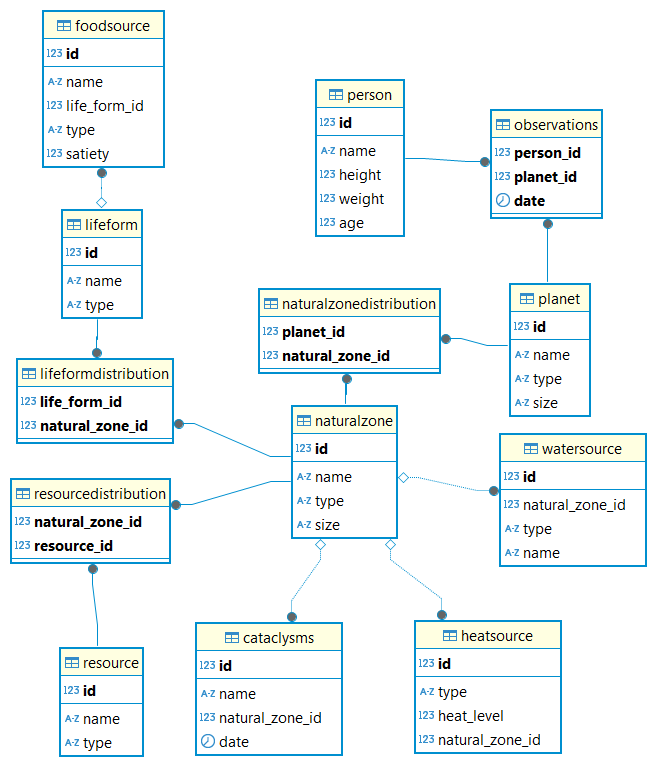 foodsource
123 id
A-Z name
123 life_form_id
A-Z type
123 satiety
person
123 id
A-Z name
123 height
123 weight
123 age
observations
123 person_id
123 planet_id
date
lifeform
123 id
A-Z name
A-Z type
naturalzonedistribution
123 planet_id
123 natural_zone_id
planet
123 id
A-Z name
A-Z type
A-Z size
lifeformdistribution
123 life_form_id
123 natural_zone_id
naturalzone
123 id
A-Z name
A-Z type
A-Z size
watersource
123 id
123 natural_zone_id
A-Z type
A-Z name
resourcedistribution
123 natural_zone_id
123 resource_id
resource
123 id
A-Z name
A-Z type
cataclysms
123 id
A-Z name
123 natural_zone_id
date
heatsource
123 id
A-Z type
123 heat_level
123 natural_zone_id